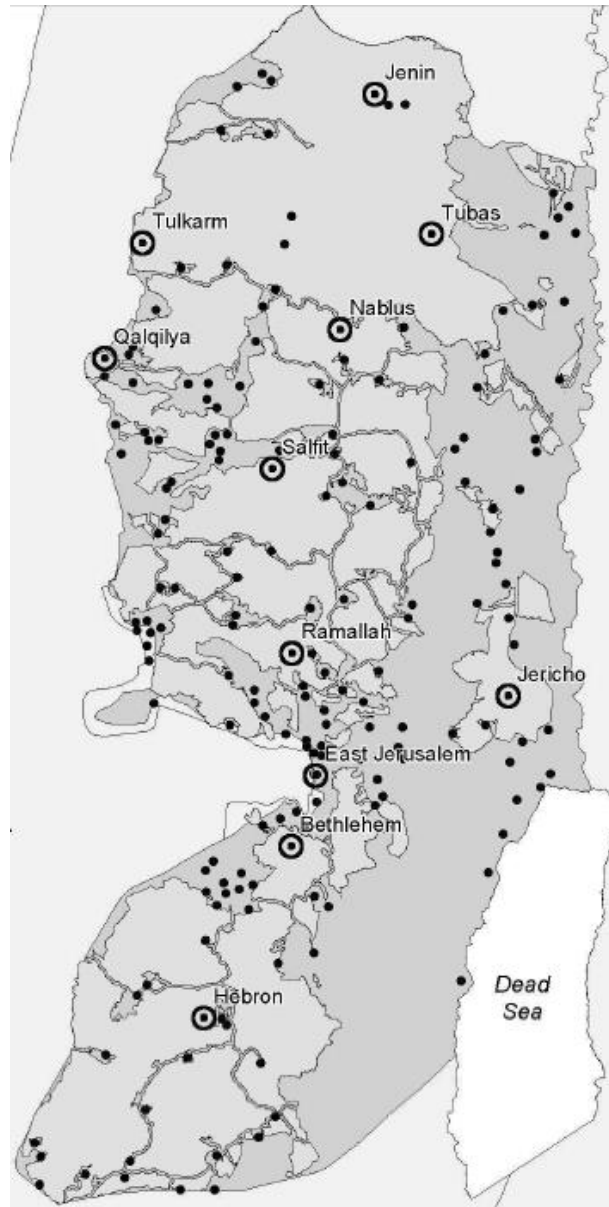 Jenin
Tulkarm
Tubas
Nablus
Qalqilya
Salfit
Ramallah
Jericho
East Jerusalem
Bethlehem
Dead
Sea
Hebron